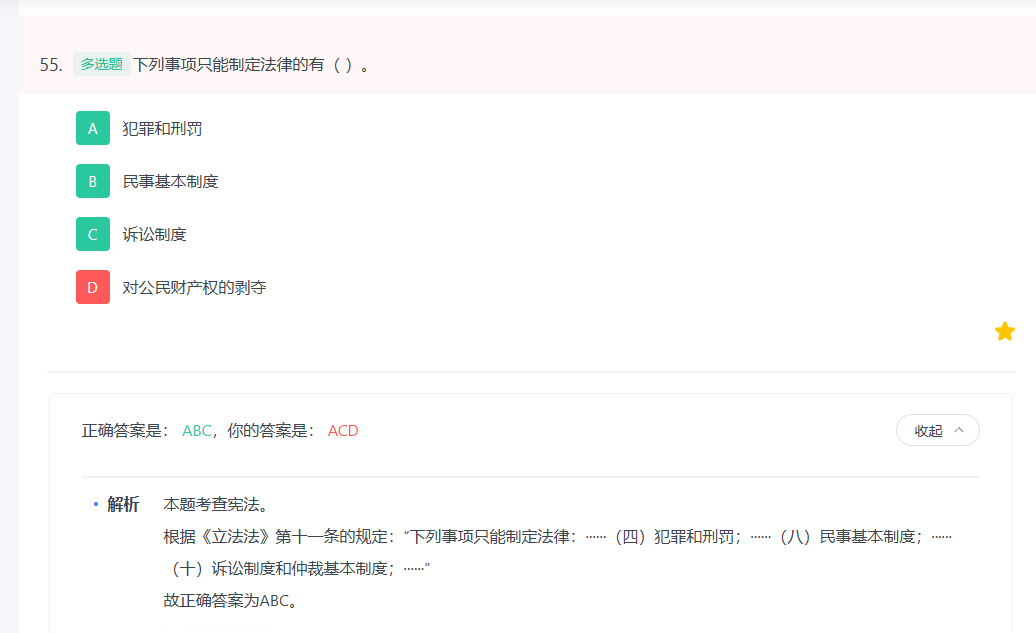 55. 多选题 下列事项只能制定法律的有（ ）。
A 犯罪和刑罚
B 民事基本制度
C 诉讼制度
D 对公民财产权的剥夺
正确答案是： ABC，你的答案是： ACD
收起
• 解析 本题考查宪法。
根据《立法法》第十一条的规定：“下列事项只能制定法律：……（四）犯罪和刑罚；……（八）民事基本制度；……
（十）诉讼制度和仲裁基本制度；……”
故正确答案为ABC。